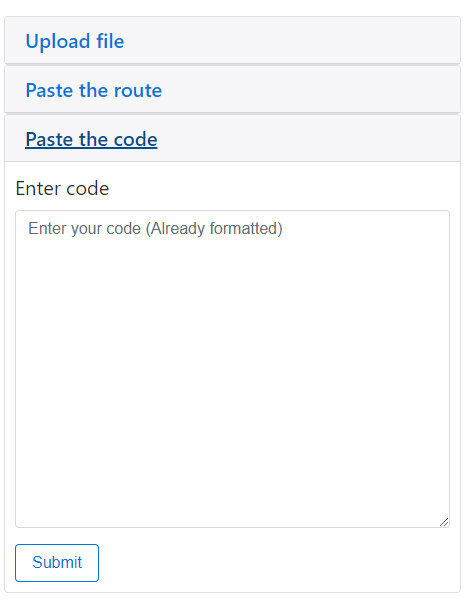 Upload file
Paste the route
Paste the code
Enter code
Enter your code (Already formatted)
Submit